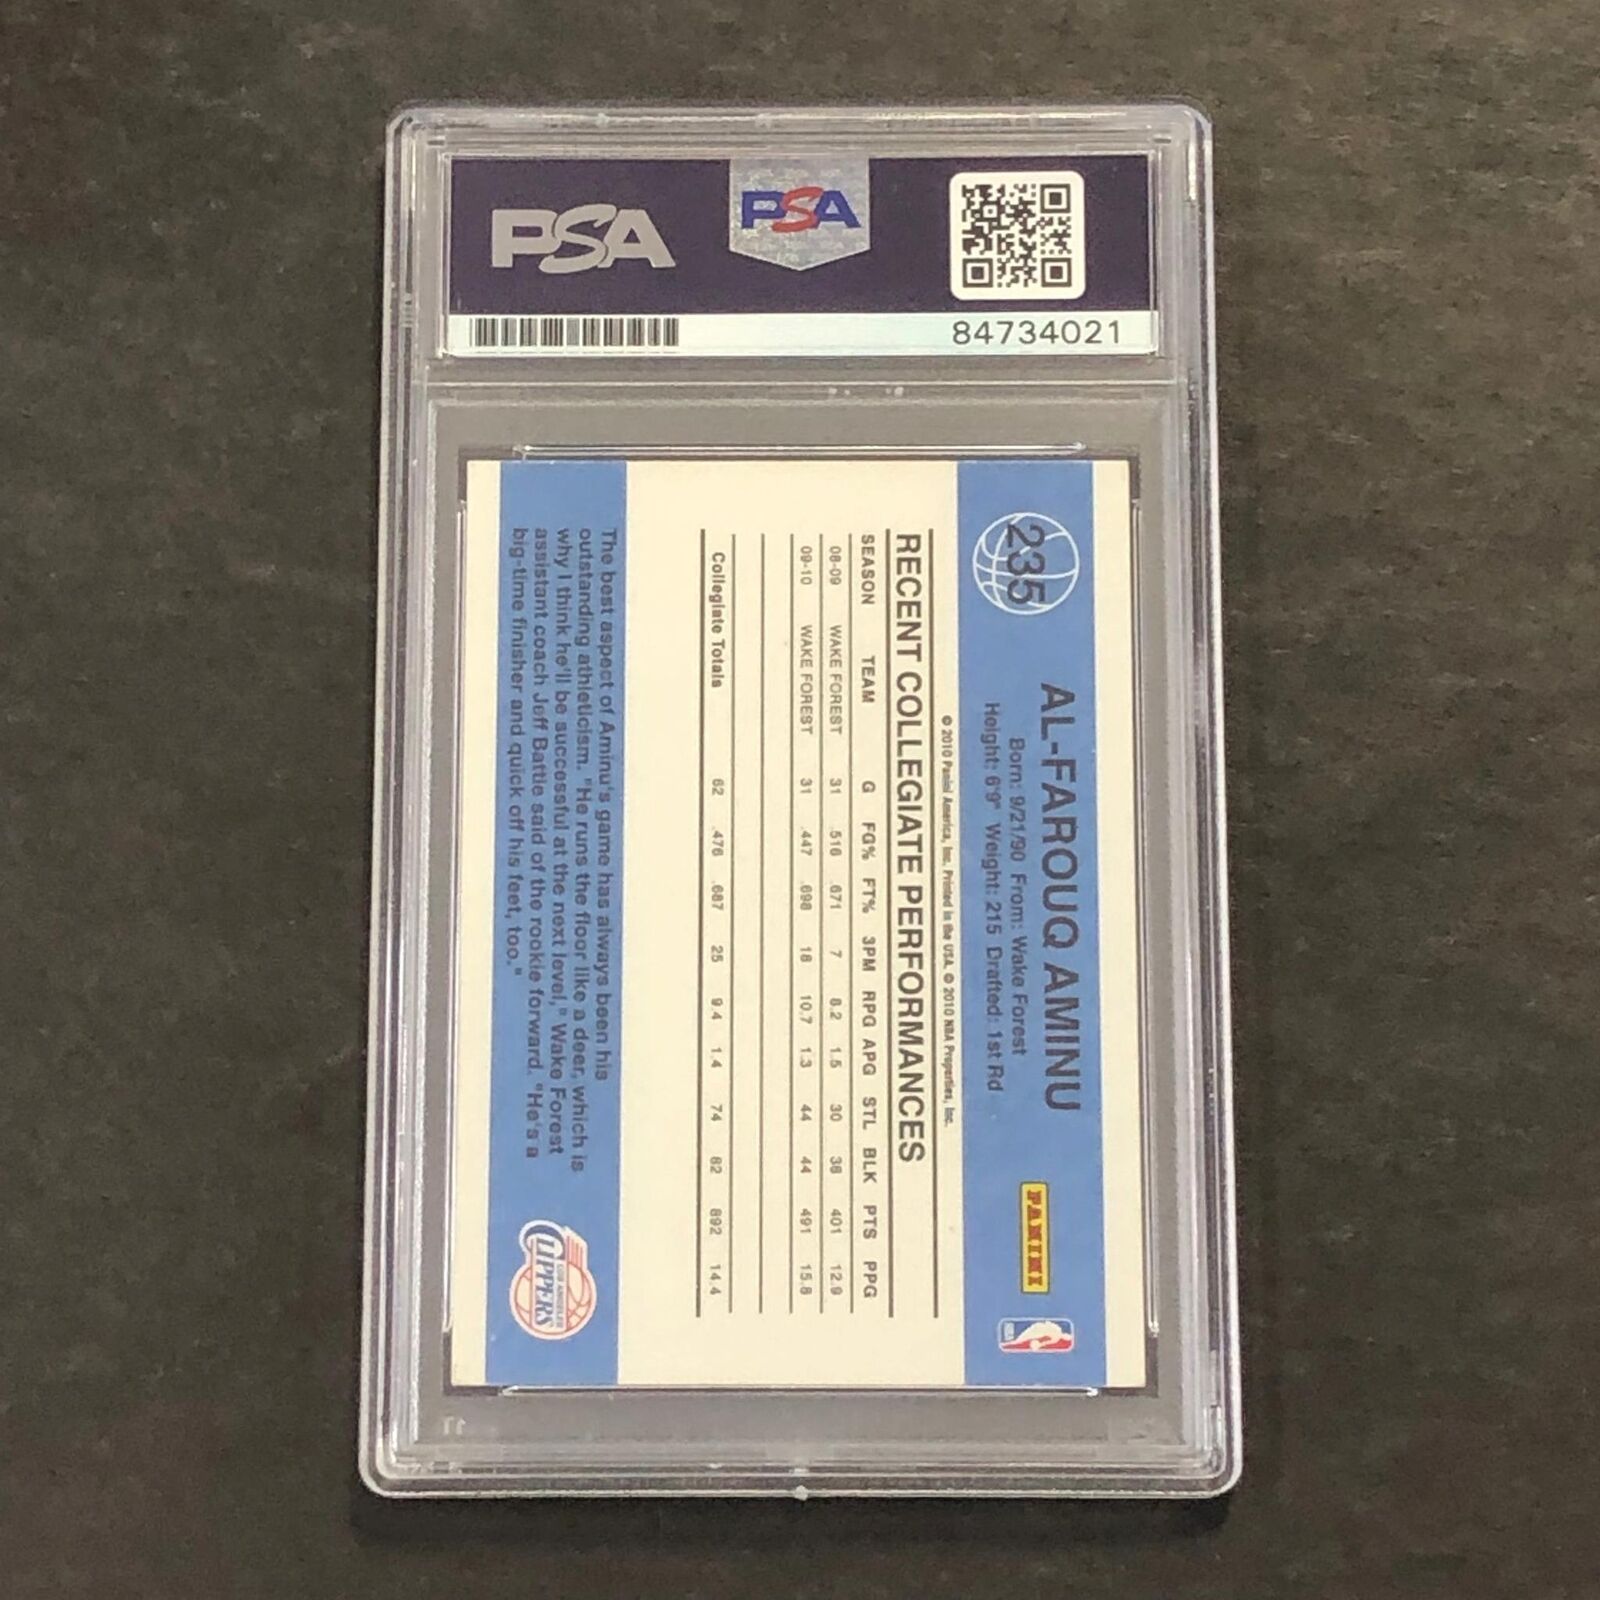 PSA
PSA
84734021
235
AL-FAROUQ AMINU
Born: 9/21/90 From: Wake Forest
Height: 6'9" Weight: 215 Drafted: 1st Rd
PANINI
NBA
© 2010 Panini America, Inc. Printed in the USA. © 2010 NBA Properties, Inc.
RECENT COLLEGIATE PERFORMANCES
SEASON TEAM G FG% FT% 3PM RPG APG STL BLK PTS PPG
08-09 WAKE FOREST 31 .516 .671 7 8.2 1.5 30 38 401 12.9
09-10 WAKE FOREST 31 .447 .698 18 10.7 1.3 44 44 491 15.8
Collegiate Totals 62 .476 .687 25 9.4 1.4 74 82 892 14.4
The best aspect of Aminu's game has always been his
outstanding athleticism. "He runs the floor like a deer, which is
why I think he'll be successful at the next level," Wake Forest
assistant coach Jeff Battle said of the rookie forward. "He's a
big-time finisher and quick off his feet, too."
LOS ANGELES
CLIPPERS